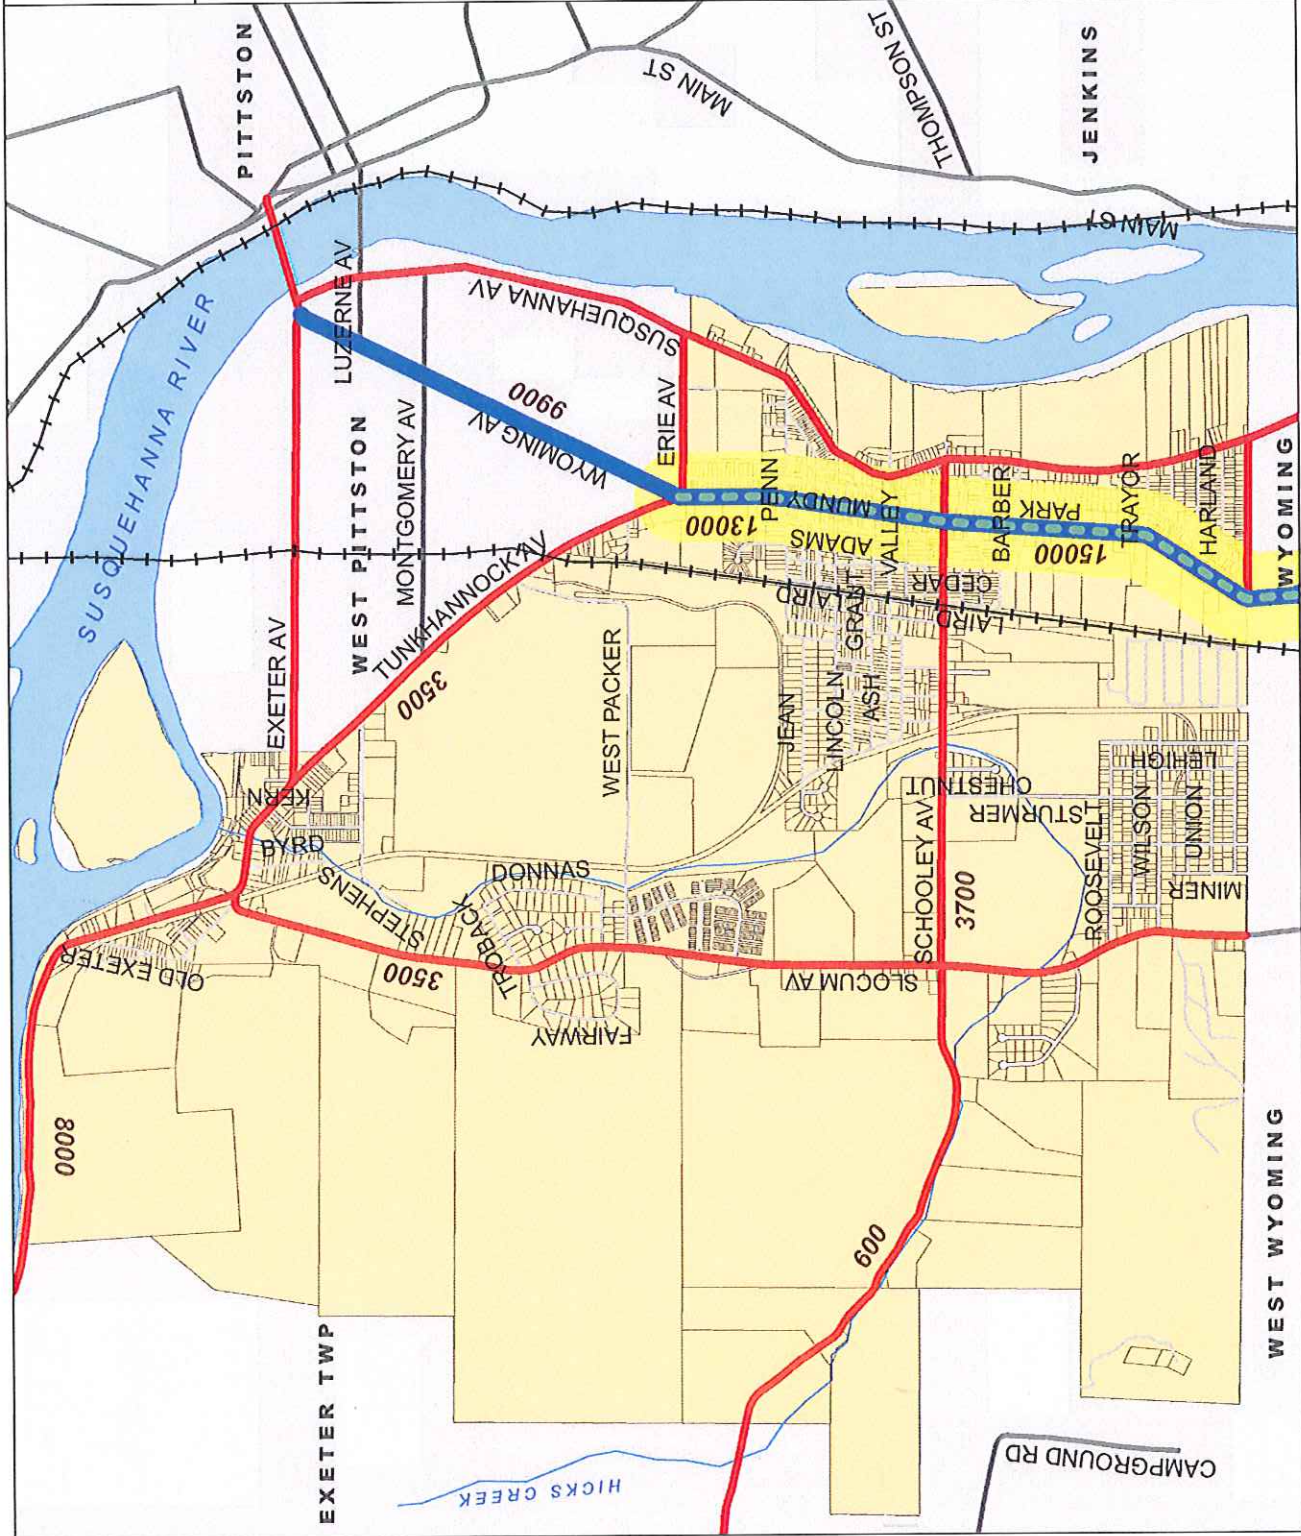 PITTSTON
MAIN ST
THOMPSON ST
JENKINS
SUSQUEHANNA RIVER
LUZERNE AV
SUSQUEHANNA AV
MAIN ST
WEST PITTSTON
MONTGOMERY AV
9900
WYOMING AV
ERIE AV
EXETER AV
TUNKHANNOCK AV
3500
13000
PENN
MUNDY
ADAMS
VALLEY
BARBER
PARK
15000
TRAYOR
HARLAND
WYOMING
WEST PACKER
LAIRD
GRANT
CEDAR
LAIRD
JEAN
LINCOLN
ASH
KERN
BYRD
STEPHENS
DONNAS
TROBACK
SCHOOLEY AV
3700
CHESTNUT
STURMER
ROOSEVELT
LEHIGH
WILSON
UNION
MINER
OLD EXETER
3500
SLOCUM AV
FAIRWAY
8000
600
EXETER TWP
HICKS CREEK
CAMPGROUND RD
WEST WYOMING